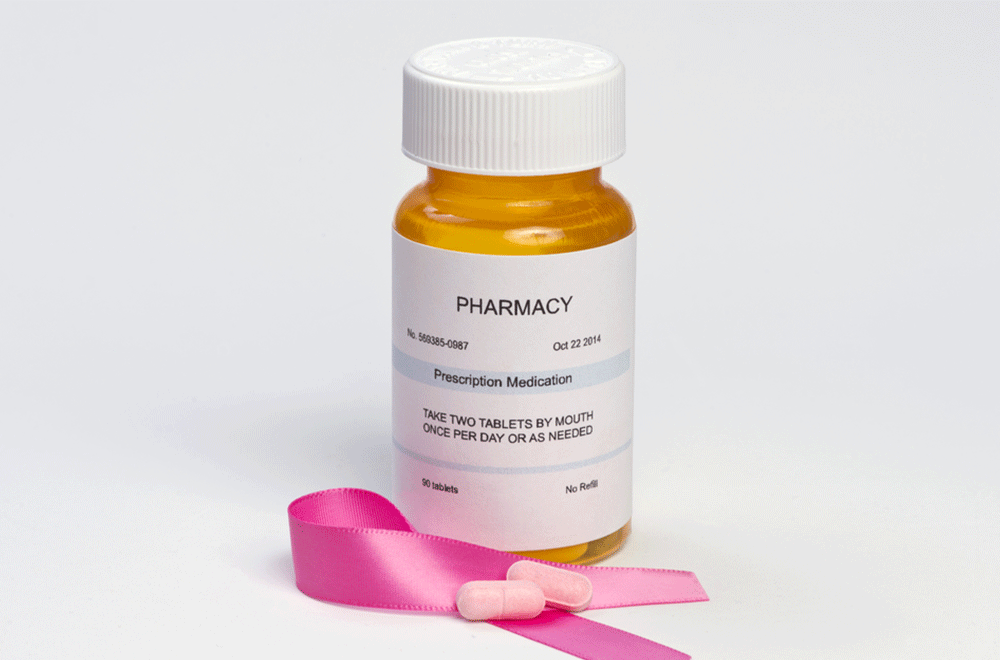 PHARMACY
No. 569385-0987 Oct 22 2014
Prescription Medication
TAKE TWO TABLETS BY MOUTH
ONCE PER DAY OR AS NEEDED
90 tablets No Refill